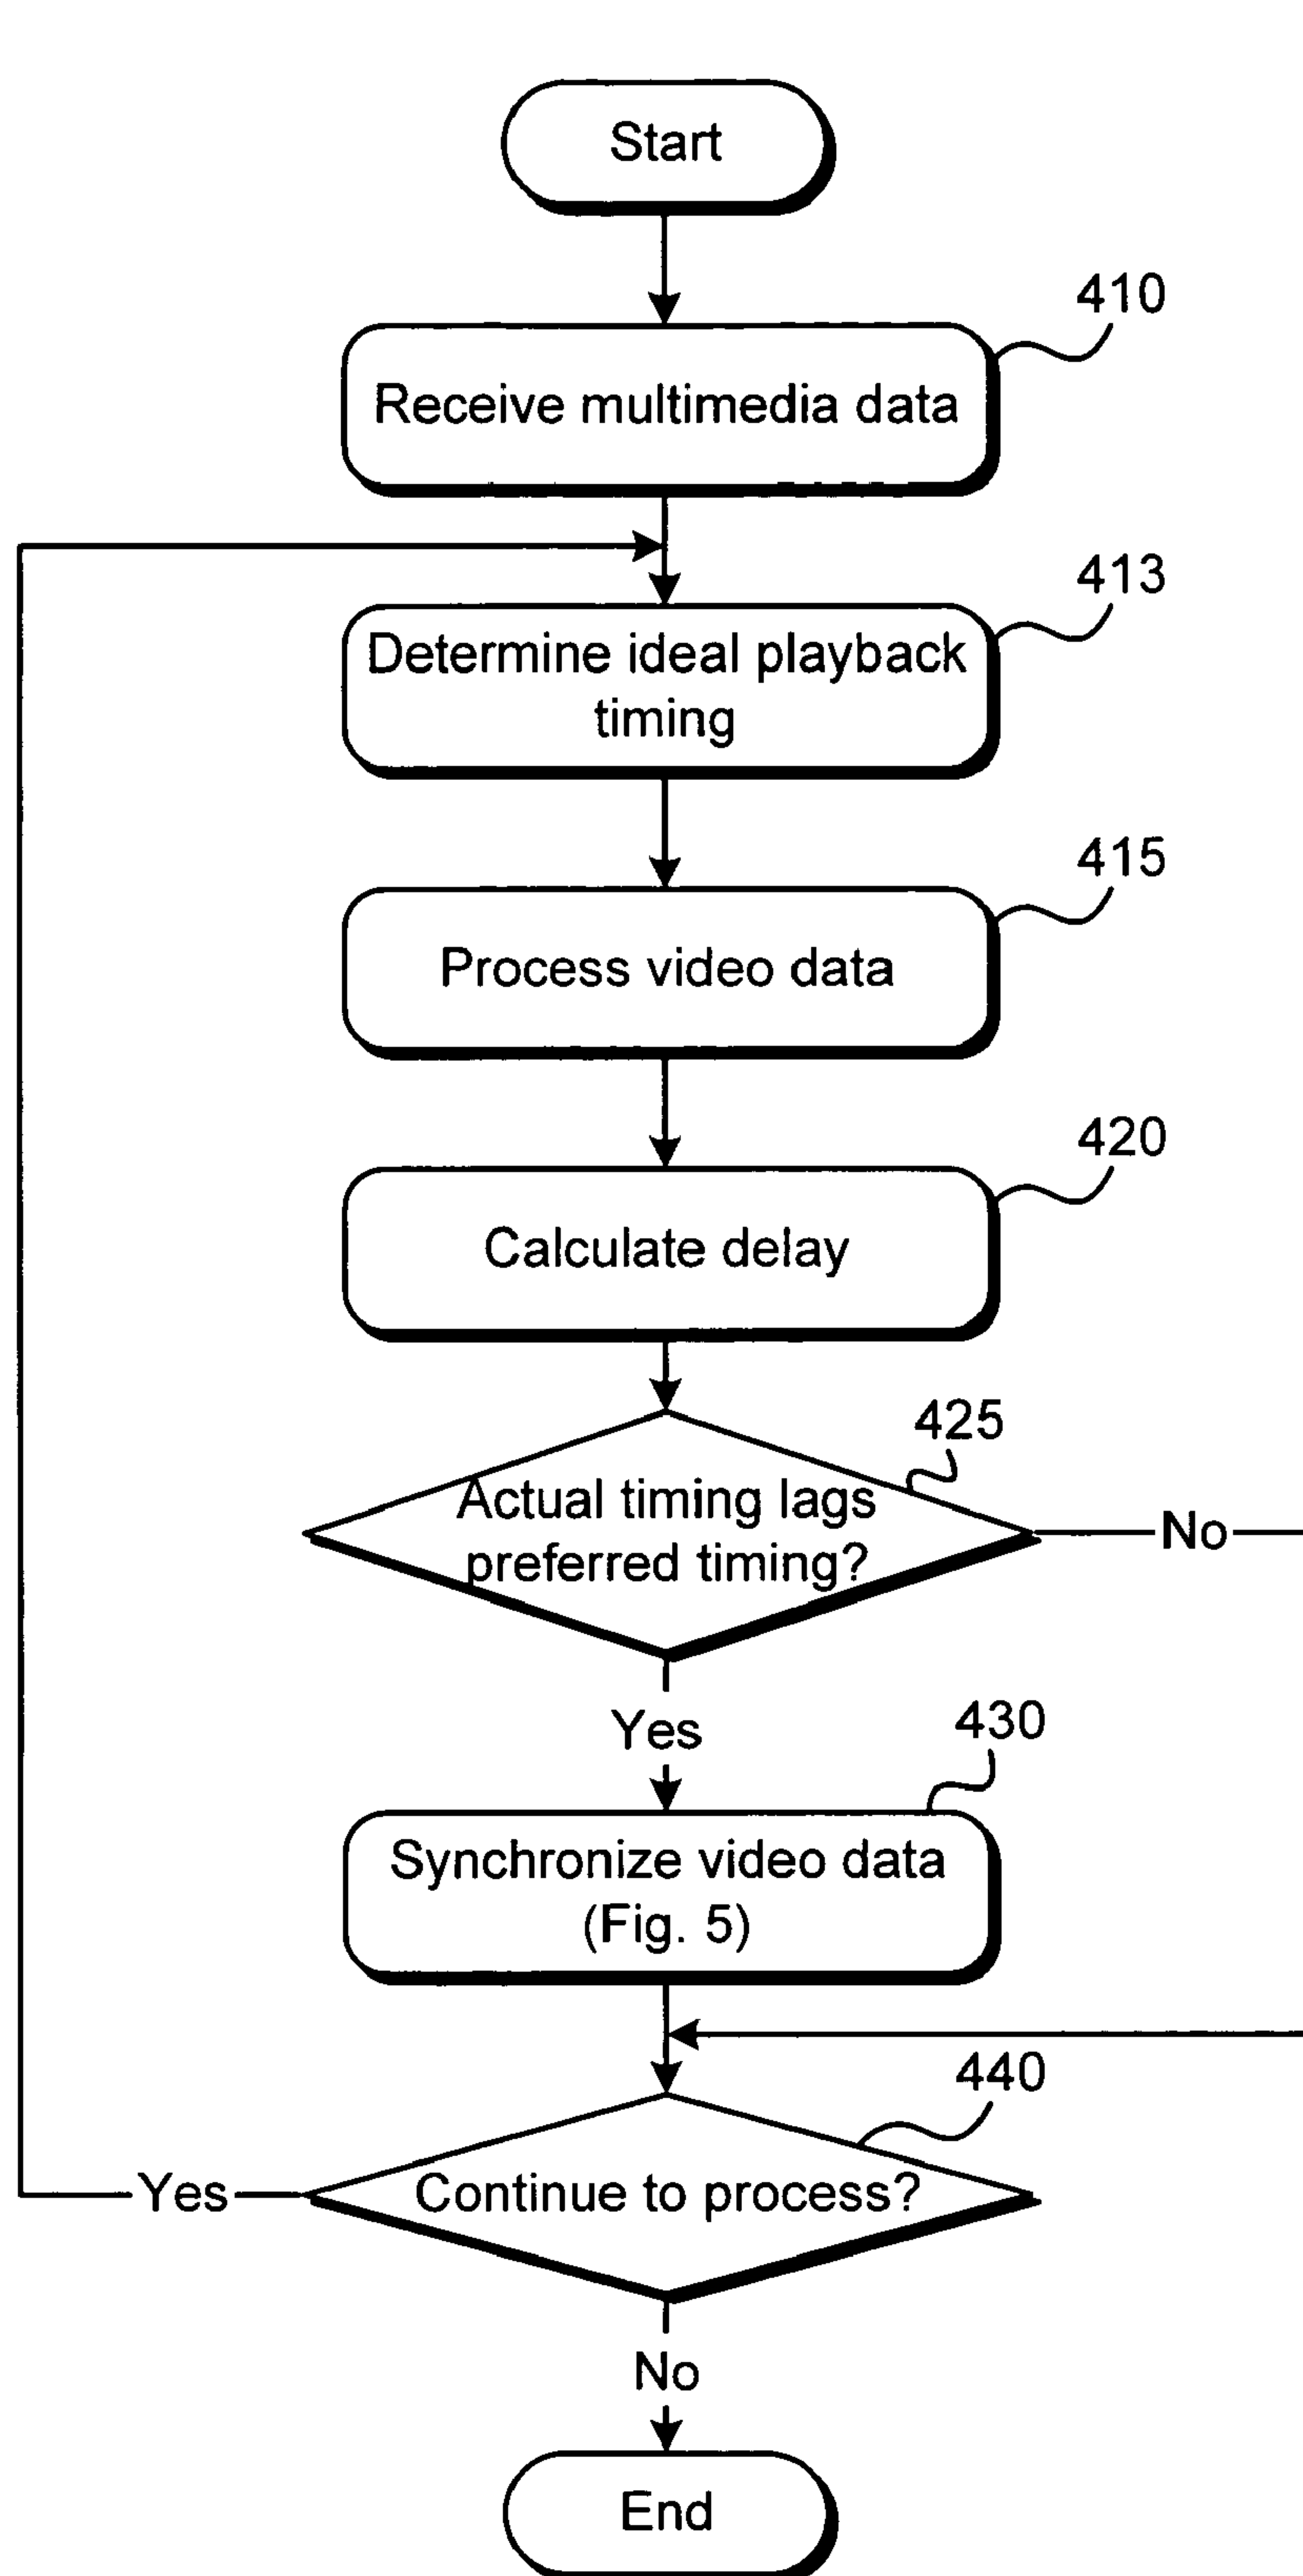 Start
410
Receive multimedia data
413
Determine ideal playback
timing
415
Process video data
420
Calculate delay
425
Actual timing lags
preferred timing?
No
Yes
430
Synchronize video data
(Fig. 5)
440
Continue to process?
Yes
No
End